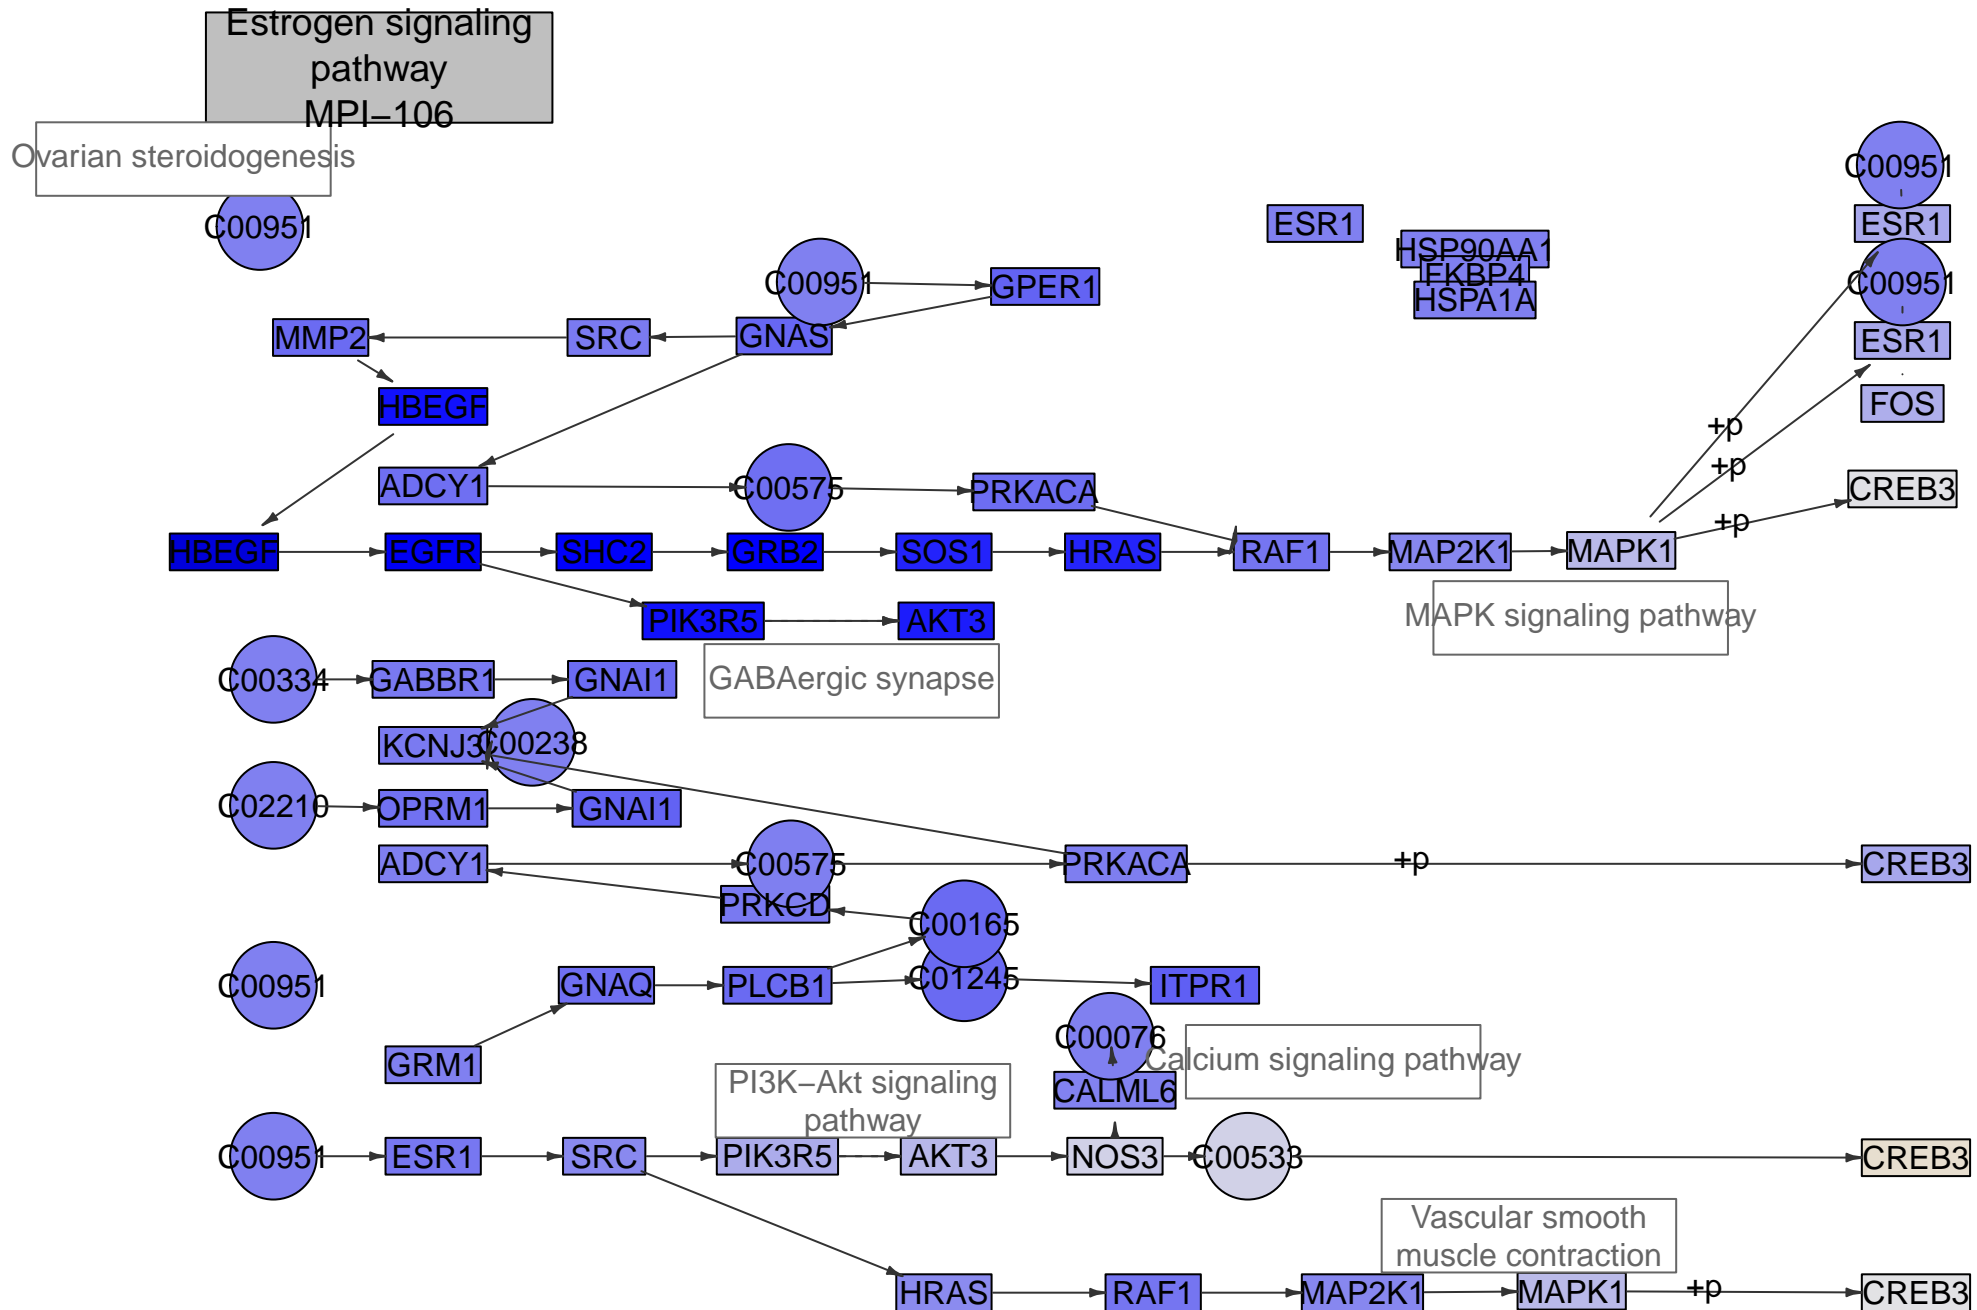 Estrogen signaling
pathway
MPI−106
Ovarian steroidogenesis
C00951
C00951
ESR1
ESR1
C00951
HSP90AA1
FKBP4
HSPA1A
C00951
GPER1
C00951
MMP2
SRC
GNAS
ESR1
HBEGF
FOS
+p
+p
ADCY1
C00575
PRKACA
CREB3
+p
HBEGF
EGFR
SHC2
GRB2
SOS1
HRAS
RAF1
MAP2K1
MAPK1
PIK3R5
AKT3
MAPK signaling pathway
C00334
GABBR1
GNAI1
GABAergic synapse
KCNJ3
C00238
C02210
OPRM1
GNAI1
ADCY1
C00575
PRKACA
+p
CREB3
PRKCD
C00165
C00951
GNAQ
PLCB1
C01245
ITPR1
C00076
Calcium signaling pathway
GRM1
CALML6
PI3K−Akt signaling
pathway
C00951
ESR1
SRC
PIK3R5
AKT3
NOS3
C00533
CREB3
Vascular smooth
muscle contraction
HRAS
RAF1
MAP2K1
MAPK1
+p
CREB3